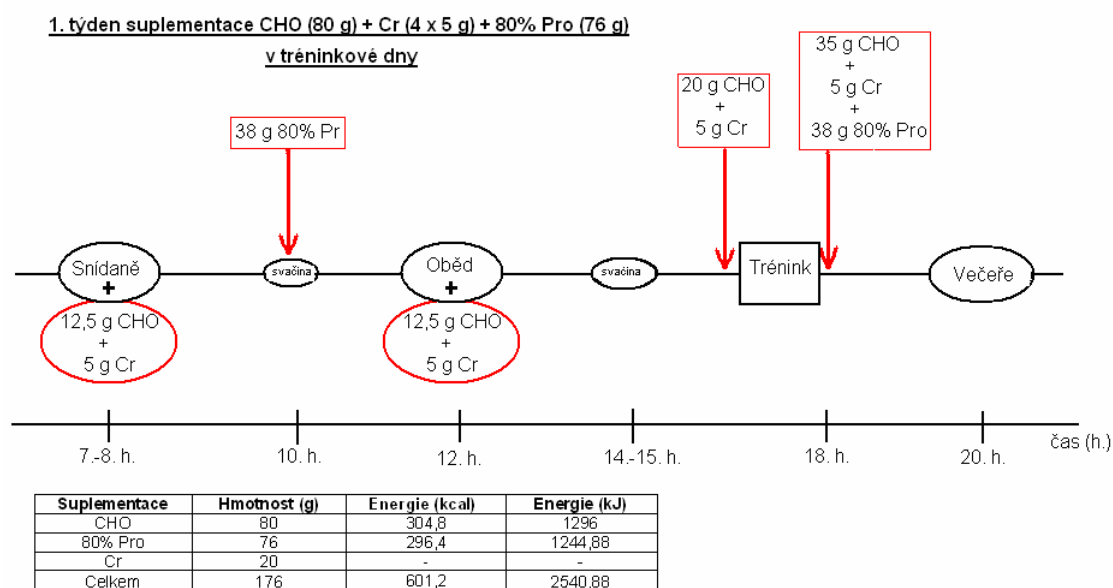 1. týden suplementace CHO (80 g) + Cr (4 x 5 g) + 80% Pro (76 g)
v tréninkové dny
38 g 80% Pr
20 g CHO
+
5 g Cr
35 g CHO
+
5 g Cr
+
38 g 80% Pro
Snídaně
+
12,5 g CHO
+
5 g Cr
svačina
Oběd
+
12,5 g CHO
+
5 g Cr
svačina
Trénink
Večeře
7.-8. h.
10. h.
12. h.
14.-15. h.
18. h.
20. h.
čas (h.)
Suplementace Hmotnost (g) Energie (kcal) Energie (kJ)
CHO 80 304,8 1296
80% Pro 76 296,4 1244,88
Cr 20 - -
Celkem 176 601,2 2540,88